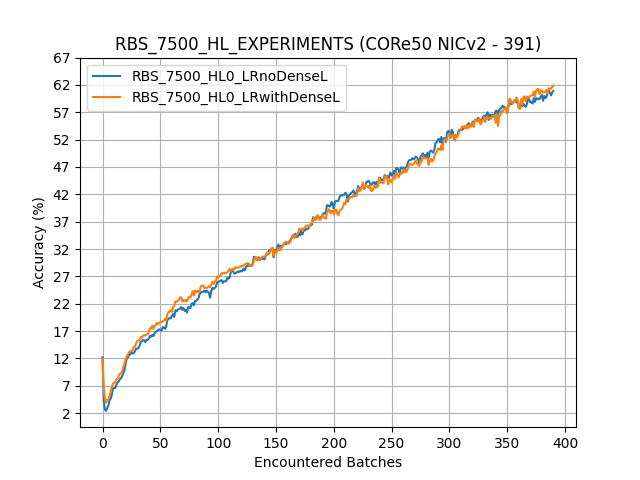 RBS_7500_HL_EXPERIMENTS (CORe50 NICv2 - 391)
RBS_7500_HL0_LRnoDenseL
RBS_7500_HL0_LRwithDenseL
67
62
57
52
47
42
37
32
27
22
17
12
7
2
Accuracy (%)
0 50 100 150 200 250 300 350 400
Encountered Batches